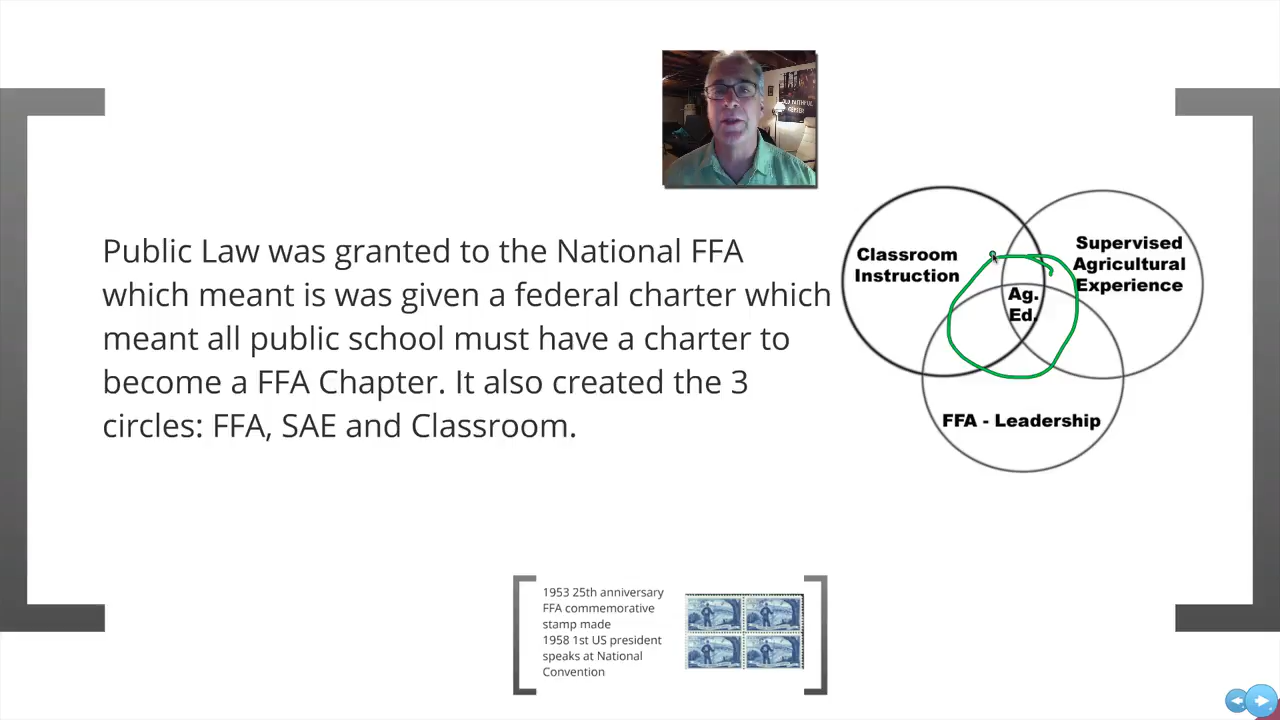 OLD FAITHFUL
GEYSER
Public Law was granted to the National FFA
which meant is was given a federal charter which
meant all public school must have a charter to
become a FFA Chapter. It also created the 3
circles: FFA, SAE and Classroom.
Classroom
Instruction
Supervised
Agricultural
Experience
Ag.
Ed.
FFA - Leadership
1953 25th anniversary
FFA commemorative
stamp made
1958 1st US president
speaks at National
Convention